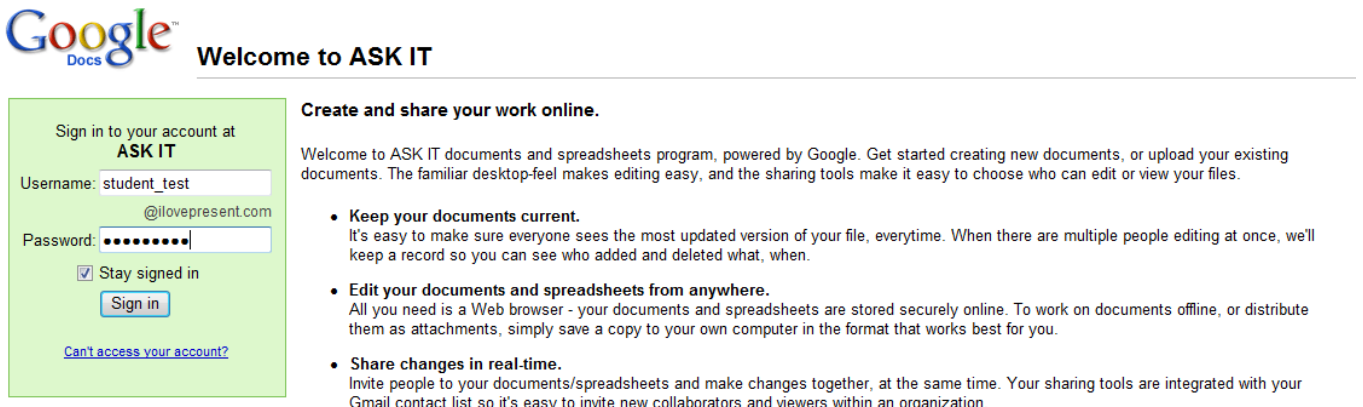 Google™
Docs
Welcome to ASK IT
Sign in to your account at
ASK IT
Username: student_test
@ilovepresent.com
Password: •••••••••
Stay signed in
Sign in
Can't access your account?
Create and share your work online.
Welcome to ASK IT documents and spreadsheets program, powered by Google. Get started creating new documents, or upload your existing
documents. The familiar desktop-feel makes editing easy, and the sharing tools make it easy to choose who can edit or view your files.
• Keep your documents current.
It's easy to make sure everyone sees the most updated version of your file, everytime. When there are multiple people editing at once, we'll
keep a record so you can see who added and deleted what, when.
• Edit your documents and spreadsheets from anywhere.
All you need is a Web browser - your documents and spreadsheets are stored securely online. To work on documents offline, or distribute
them as attachments, simply save a copy to your own computer in the format that works best for you.
• Share changes in real-time.
Invite people to your documents/spreadsheets and make changes together, at the same time. Your sharing tools are integrated with your
Gmail contact list so it's easy to invite new collaborators and viewers within an organization